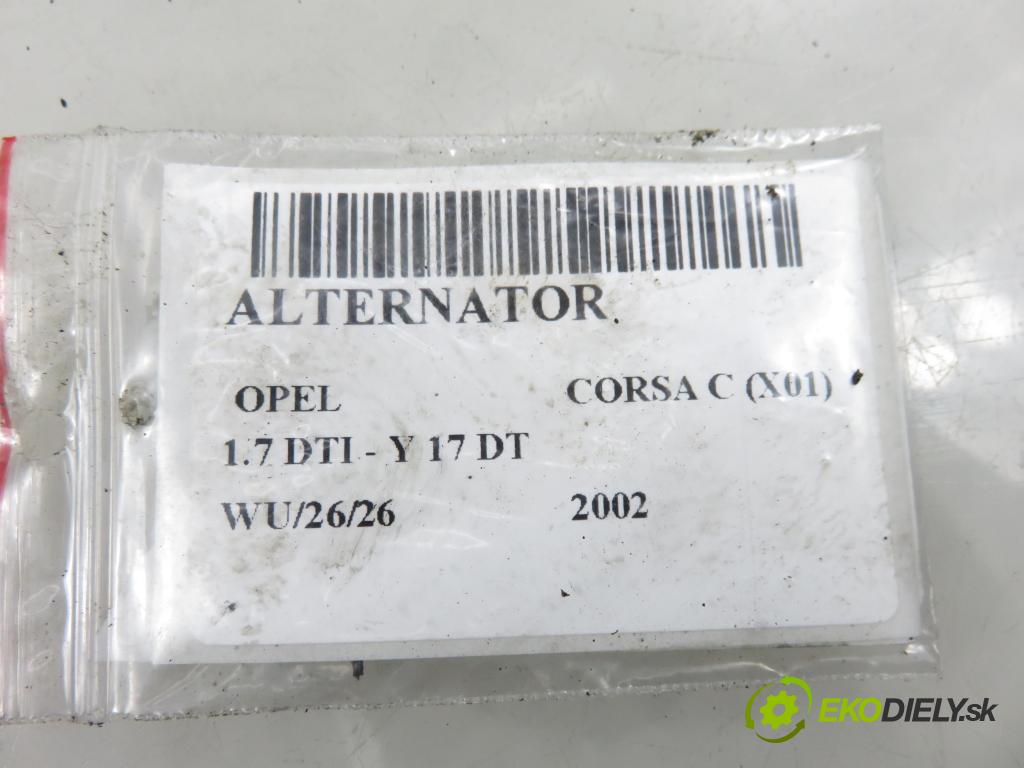 ALTERNATOR
OPEL CORSA C (X01)
1.7 DTI - Y 17 DT
WU/26/26 2002
EKODIELY.sk